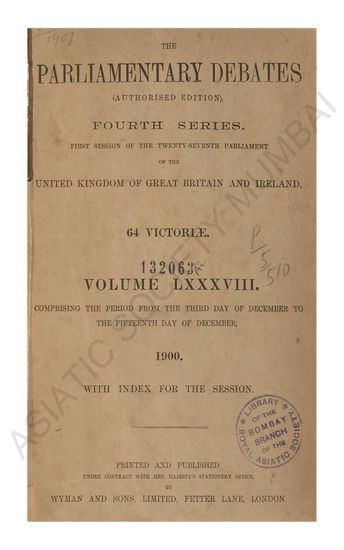 1901
THE
PARLIAMENTARY DEBATES
(AUTHORISED EDITION),
FOURTH SERIES.
FIRST SESSION OF THE TWENTY-SEVENTH PARLIAMENT
OF THE
UNITED KINGDOM OF GREAT BRITAIN AND IRELAND,
64 VICTORIÆ.
132063
VOLUME LXXXVIII.
COMPRISING THE PERIOD FROM THE THIRD DAY OF DECEMBER TO
THE FIFTEENTH DAY OF DECEMBER,
1900.
WITH INDEX FOR THE SESSION.
LIBRARY
OF THE
BOMBAY
BRANCH
OF THE
ROYAL ASIATIC SOCIETY.
PRINTED AND PUBLISHED
UNDER CONTRACT WITH HER MAJESTY'S STATIONERY OFFICE,
BY
WYMAN AND SONS, LIMITED, FETTER LANE, LONDON.
ASIATIC SOCIETY MUMBAI